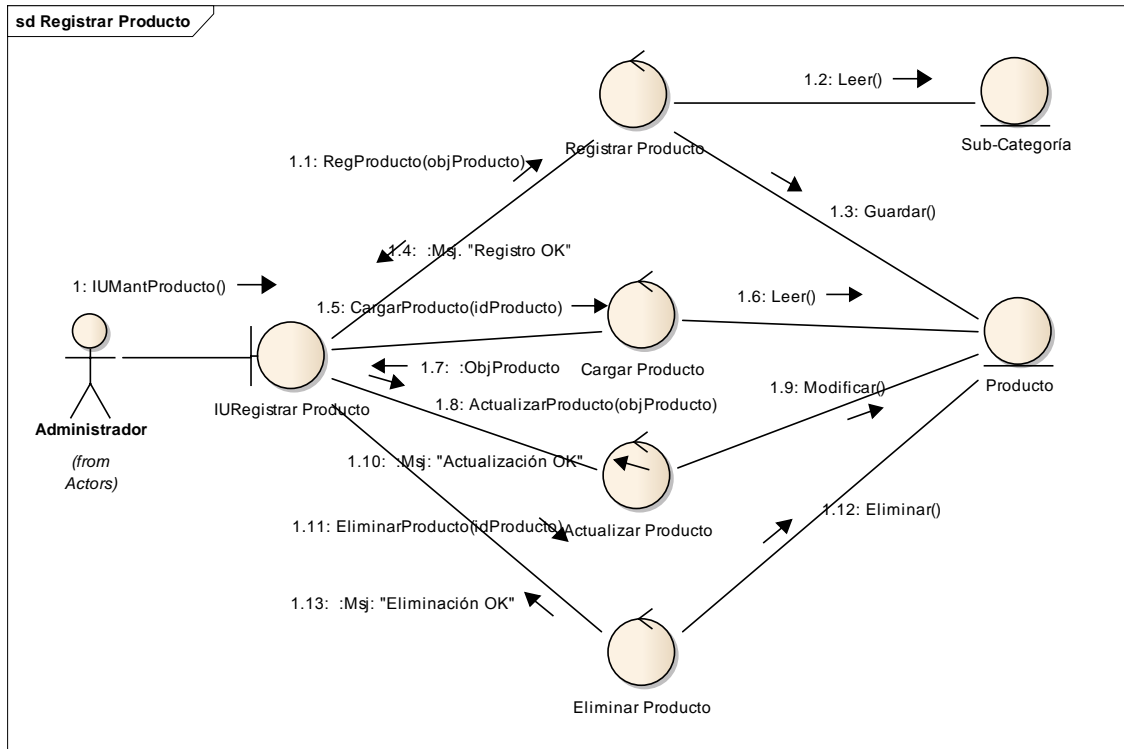 sd Registrar Producto
1.2: Leer()
Registrar Producto
Sub-Categoría
1.1: RegProducto(objProducto)
1.3: Guardar()
1.4: :Msj. "Registro OK"
1: IUMantProducto()
1.5: CargarProducto(idProducto)
1.6: Leer()
1.7: :ObjProducto
Cargar Producto
1.9: Modificar()
Producto
IURegistrar Producto
1.8: ActualizarProducto(objProducto)
Administrador
(from
Actors)
1.10: :Msj: "Actualización OK"
1.12: Eliminar()
1.11: EliminarProducto(idProducto)
Actualizar Producto
1.13: :Msj: "Eliminación OK"
Eliminar Producto